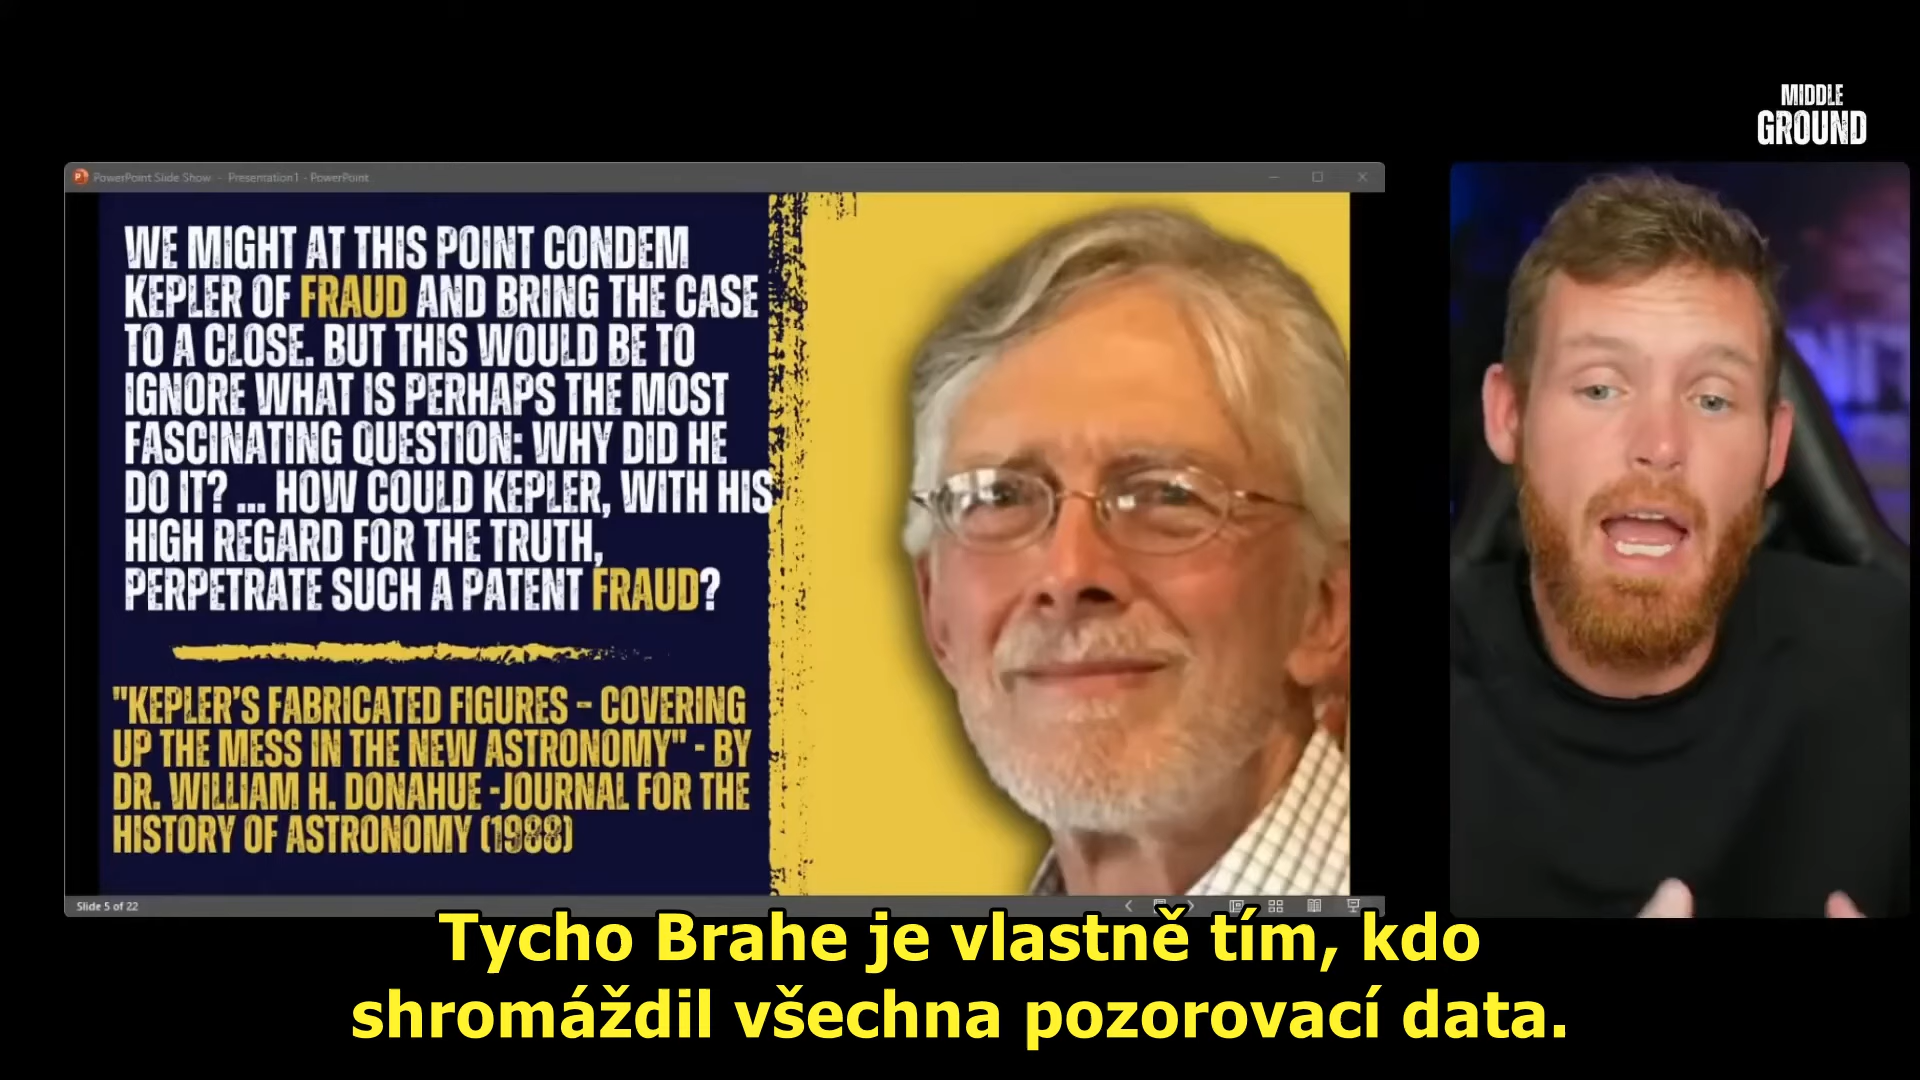 MIDDLE
GROUND
PowerPoint Slide Show - Presentation1 - PowerPoint
WE MIGHT AT THIS POINT CONDEM
KEPLER OF FRAUD AND BRING THE CASE
TO A CLOSE. BUT THIS WOULD BE TO
IGNORE WHAT IS PERHAPS THE MOST
FASCINATING QUESTION: WHY DID HE
DO IT? ... HOW COULD KEPLER, WITH HIS
HIGH REGARD FOR THE TRUTH,
PERPETRATE SUCH A PATENT FRAUD?
"KEPLER'S FABRICATED FIGURES - COVERING
UP THE MESS IN THE NEW ASTRONOMY" - BY
DR. WILLIAM H. DONAHUE -JOURNAL FOR THE
HISTORY OF ASTRONOMY (1988)
Slide 5 of 22
Tycho Brahe je vlastně tím, kdo
shromáždil všechna pozorovací data.